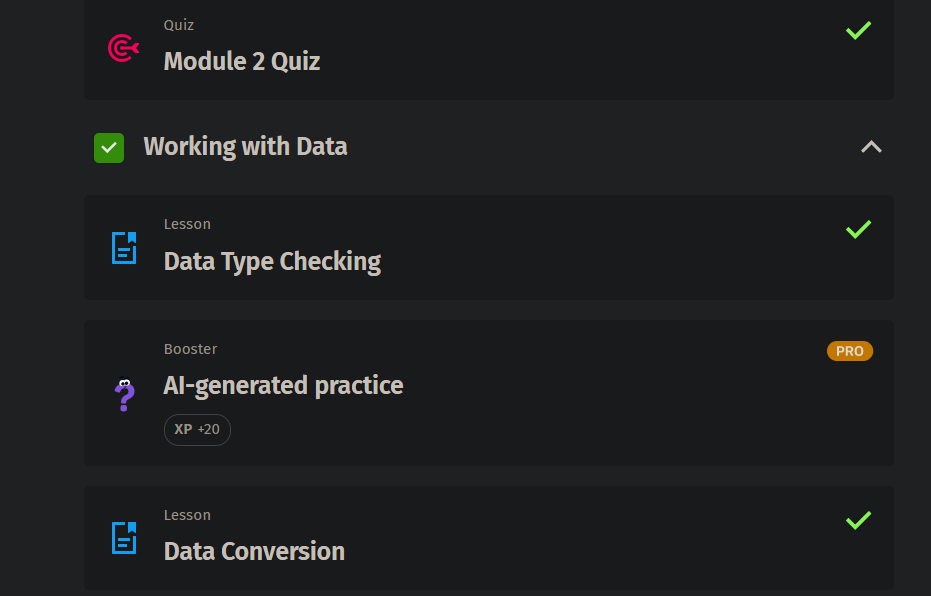 Quiz
Module 2 Quiz
Working with Data
Lesson
Data Type Checking
Booster
PRO
AI-generated practice
XP +20
Lesson
Data Conversion